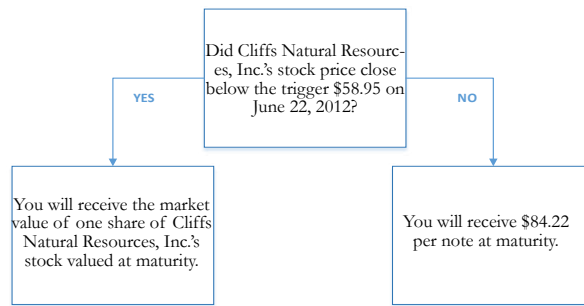 Did Cliffs Natural Resourc-
es, Inc.'s stock price close
below the trigger $58.95 on
June 22, 2012?
YES
NO
You will receive the market
value of one share of Cliffs
Natural Resources, Inc.'s
stock valued at maturity.
You will receive $84.22
per note at maturity.